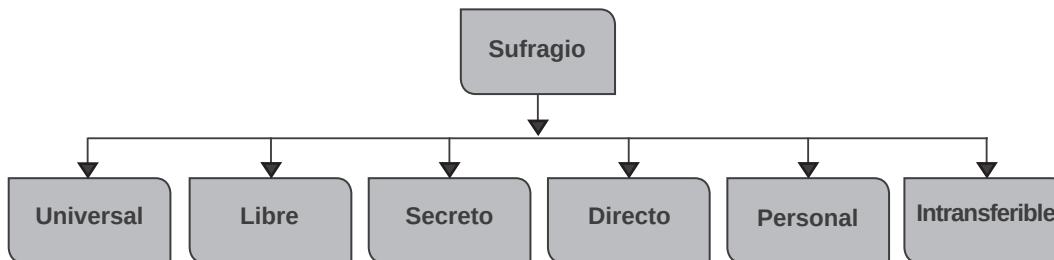 Sufragio
Universal
Libre
Secreto
Directo
Personal
Intransferible